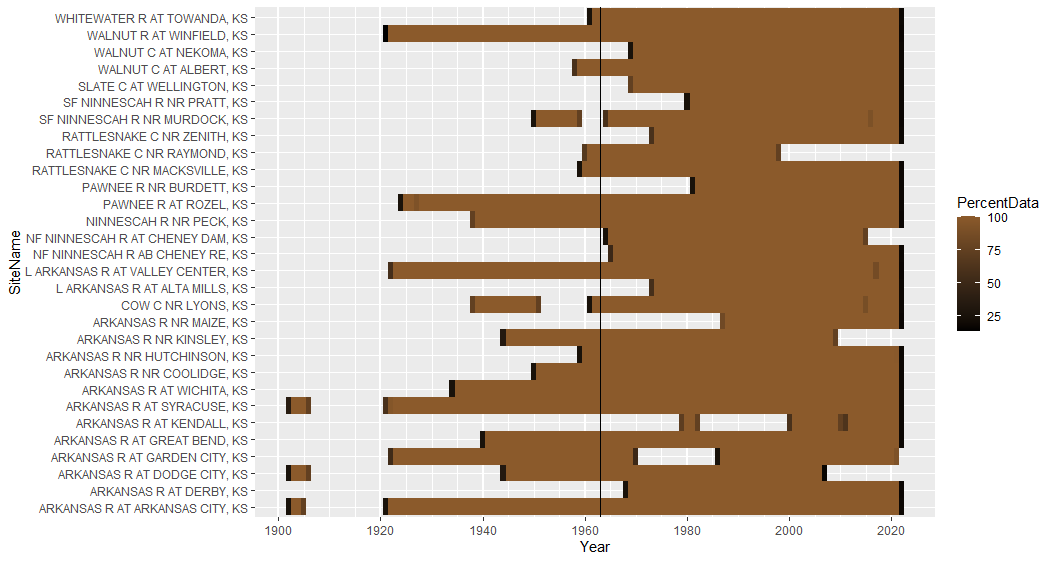 WHITEWATER R AT TOWANDA, KS
WALNUT R AT WINFIELD, KS
WALNUT C AT NEKOMA, KS
WALNUT C AT ALBERT, KS
SLATE C AT WELLINGTON, KS
SF NINNESCAH R NR PRATT, KS
SF NINNESCAH R NR MURDOCK, KS
RATTLESNAKE C NR ZENITH, KS
RATTLESNAKE C NR RAYMOND, KS
RATTLESNAKE C NR MACKSVILLE, KS
PAWNEE R NR BURDETT, KS
PAWNEE R AT ROZEL, KS
NINNESCAH R NR PECK, KS
NF NINNESCAH R AT CHENEY DAM, KS
NF NINNESCAH R AB CHENEY RE, KS
L ARKANSAS R AT VALLEY CENTER, KS
L ARKANSAS R AT ALTA MILLS, KS
COW C NR LYONS, KS
ARKANSAS R NR MAIZE, KS
ARKANSAS R NR KINSLEY, KS
ARKANSAS R NR HUTCHINSON, KS
ARKANSAS R NR COOLIDGE, KS
ARKANSAS R AT WICHITA, KS
ARKANSAS R AT SYRACUSE, KS
ARKANSAS R AT KENDALL, KS
ARKANSAS R AT GREAT BEND, KS
ARKANSAS R AT GARDEN CITY, KS
ARKANSAS R AT DODGE CITY, KS
ARKANSAS R AT DERBY, KS
ARKANSAS R AT ARKANSAS CITY, KS
SiteName
1900 1920 1940 1960 1980 2000 2020
Year
PercentData
100
75
50
25